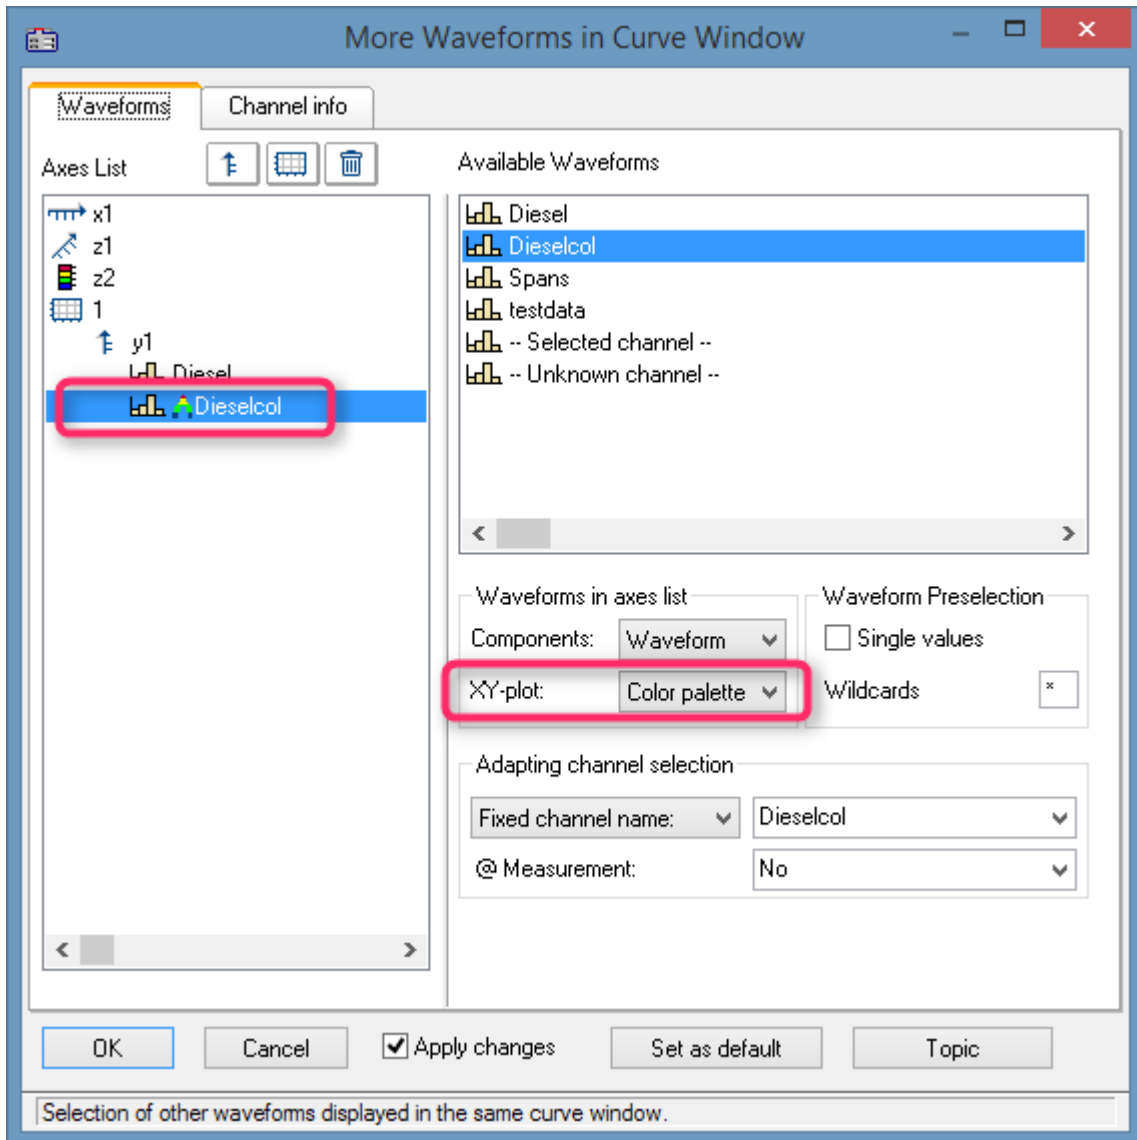 More Waveforms in Curve Window
Waveforms
Channel info
Axes List
x1
z1
z2
1
y1
Diesel
Dieselcol
Available Waveforms
Diesel
Dieselcol
Spans
testdata
-- Selected channel --
-- Unknown channel --
Waveforms in axes list
Components: Waveform
XY-plot: Color palette
Waveform Preselection
Single values
Wildcards *
Adapting channel selection
Fixed channel name: Dieselcol
@ Measurement: No
OK Cancel Apply changes Set as default Topic
Selection of other waveforms displayed in the same curve window.